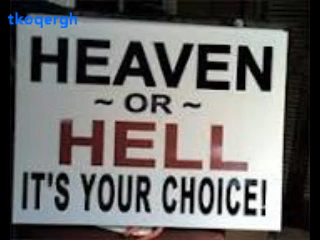 tkoqergh
HEAVEN
~ OR ~
HELL
IT'S YOUR CHOICE!